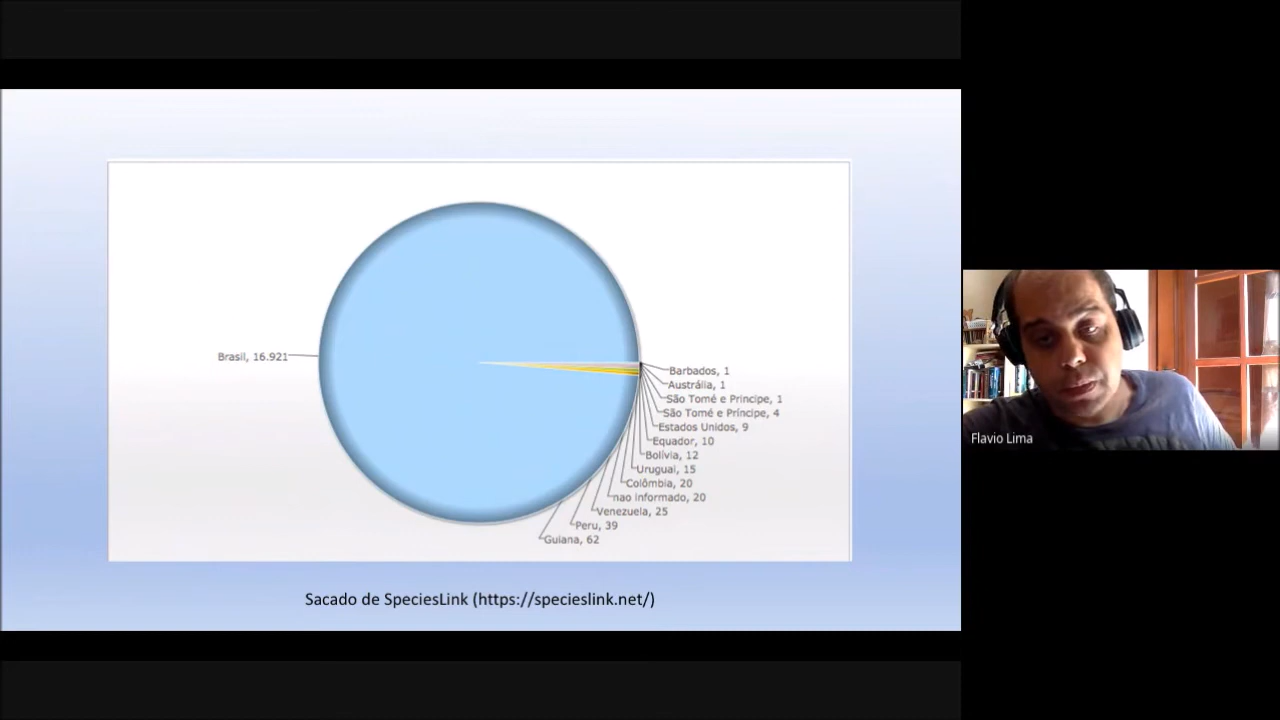 Brasil, 16.921
Barbados, 1
Austrália, 1
São Tomé e Principe, 1
São Tomé e Príncipe, 4
Estados Unidos, 9
Equador, 10
Bolívia, 12
Uruguai, 15
Colômbia, 20
nao informado, 20
Venezuela, 25
Peru, 39
Guiana, 62
Sacado de SpeciesLink (https://specieslink.net/)
Flavio Lima